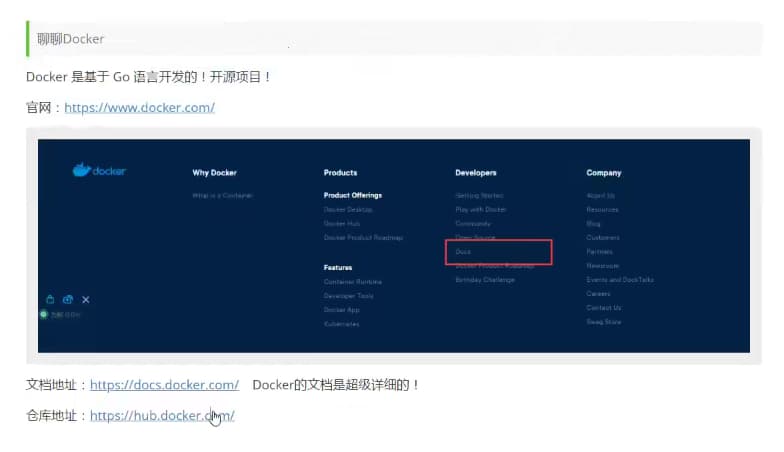 聊聊Docker
Docker 是基于 Go 语言开发的！开源项目！
官网：https://www.docker.com/
docker
Why Docker
What is a Container
Products
Product Offerings
Docker Desktop
Docker Hub
Docker Product Roadmap
Features
Container Runtime
Developer Tools
Docker App
Kubernetes
Developers
Getting Started
Play with Docker
Community
Open Source
Docs
Docker Product Roadmap
Birthday Challenge
Company
About Us
Resources
Blog
Customers
Partners
Newsroom
Events and DockTalks
Careers
Contact Us
Swag Store
文档地址：https://docs.docker.com/ Docker的文档是超级详细的！
仓库地址：https://hub.docker.com/